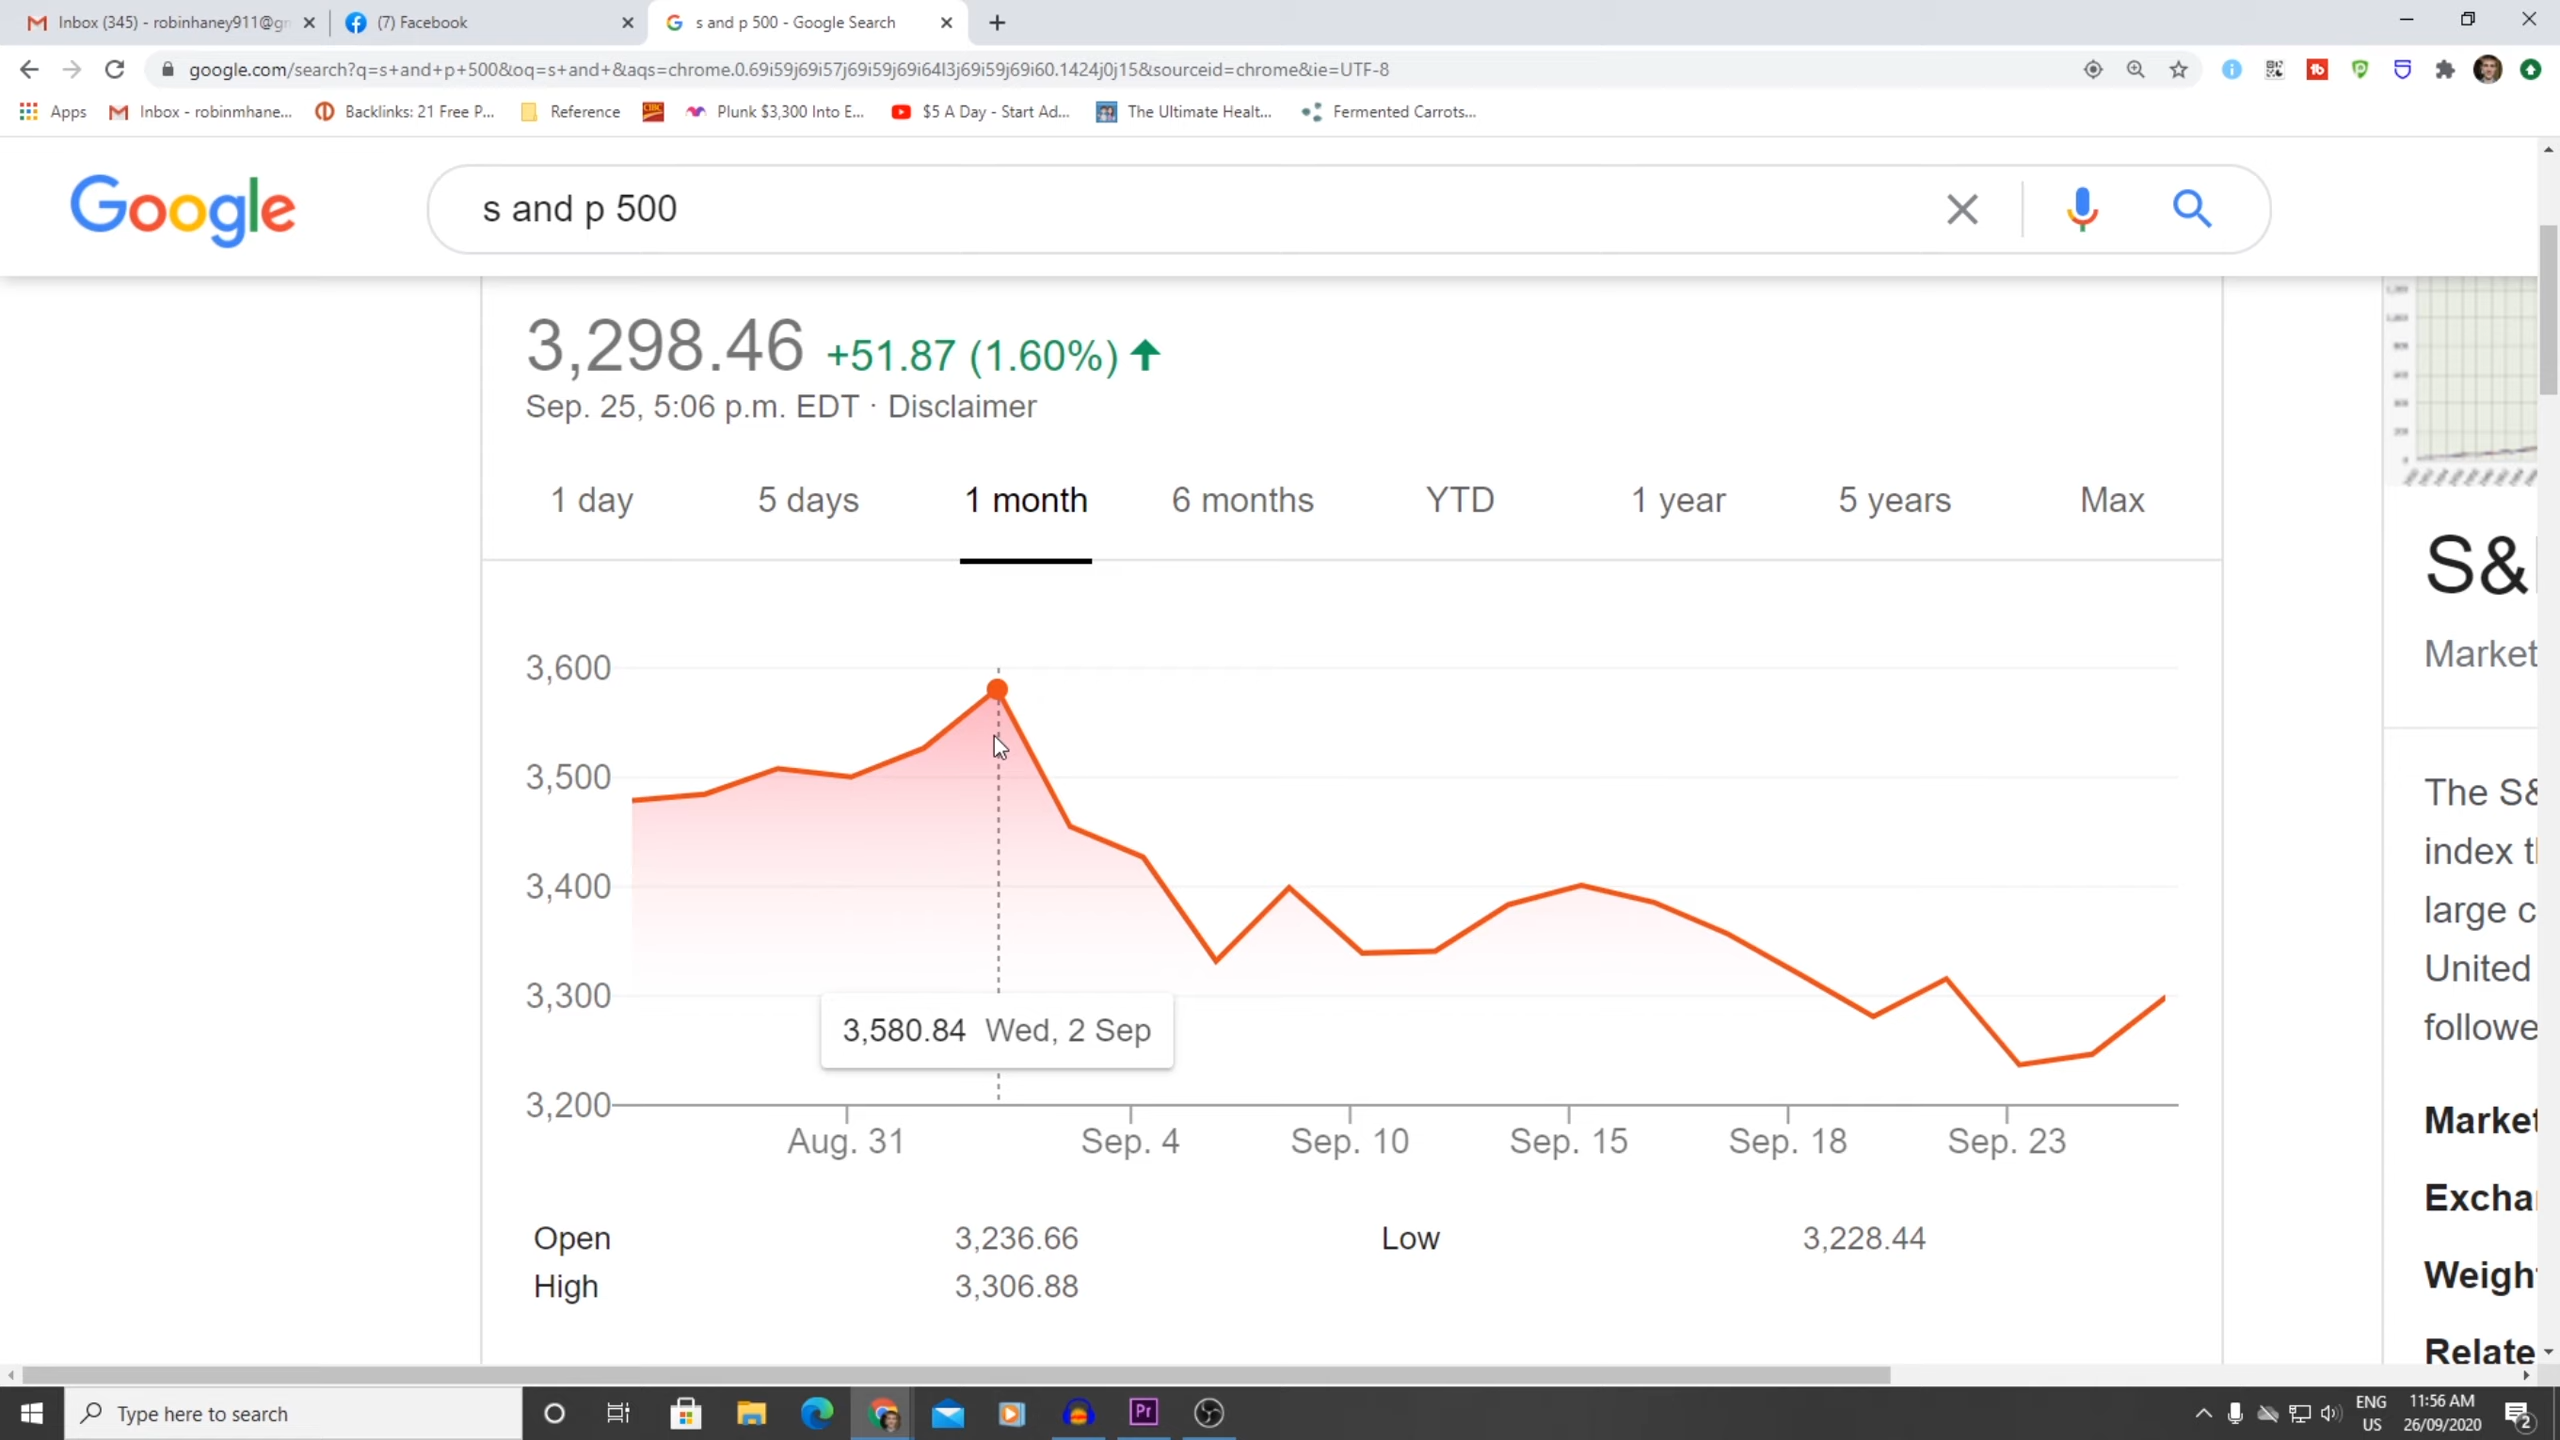 Inbox (345) - robinhaney911@gm
(7) Facebook
s and p 500 - Google Search
google.com/search?q=s+and+p+500&oq=s+and+&aqs=chrome.0.69i59j69i57j69i59j69i64l3j69i59j69i60.1424j0j15&sourceid=chrome&ie=UTF-8
Apps
Inbox - robinmhane...
Backlinks: 21 Free P...
Reference
CIBC
Plunk $3,300 Into E...
$5 A Day - Start Ad...
The Ultimate Healt...
Fermented Carrots...
Google
s and p 500
3,298.46 +51.87 (1.60%)
Sep. 25, 5:06 p.m. EDT · Disclaimer
1 day 5 days 1 month 6 months YTD 1 year 5 years Max
3,600
3,500
3,400
3,300
3,200
3,580.84 Wed, 2 Sep
Aug. 31 Sep. 4 Sep. 10 Sep. 15 Sep. 18 Sep. 23
Open 3,236.66 Low 3,228.44
High 3,306.88
S&
Market
The S&
index t
large c
United
followe
Market
Excha
Weigh
Relate
Type here to search
Pr
ENG
US
11:56 AM
26/09/2020
2